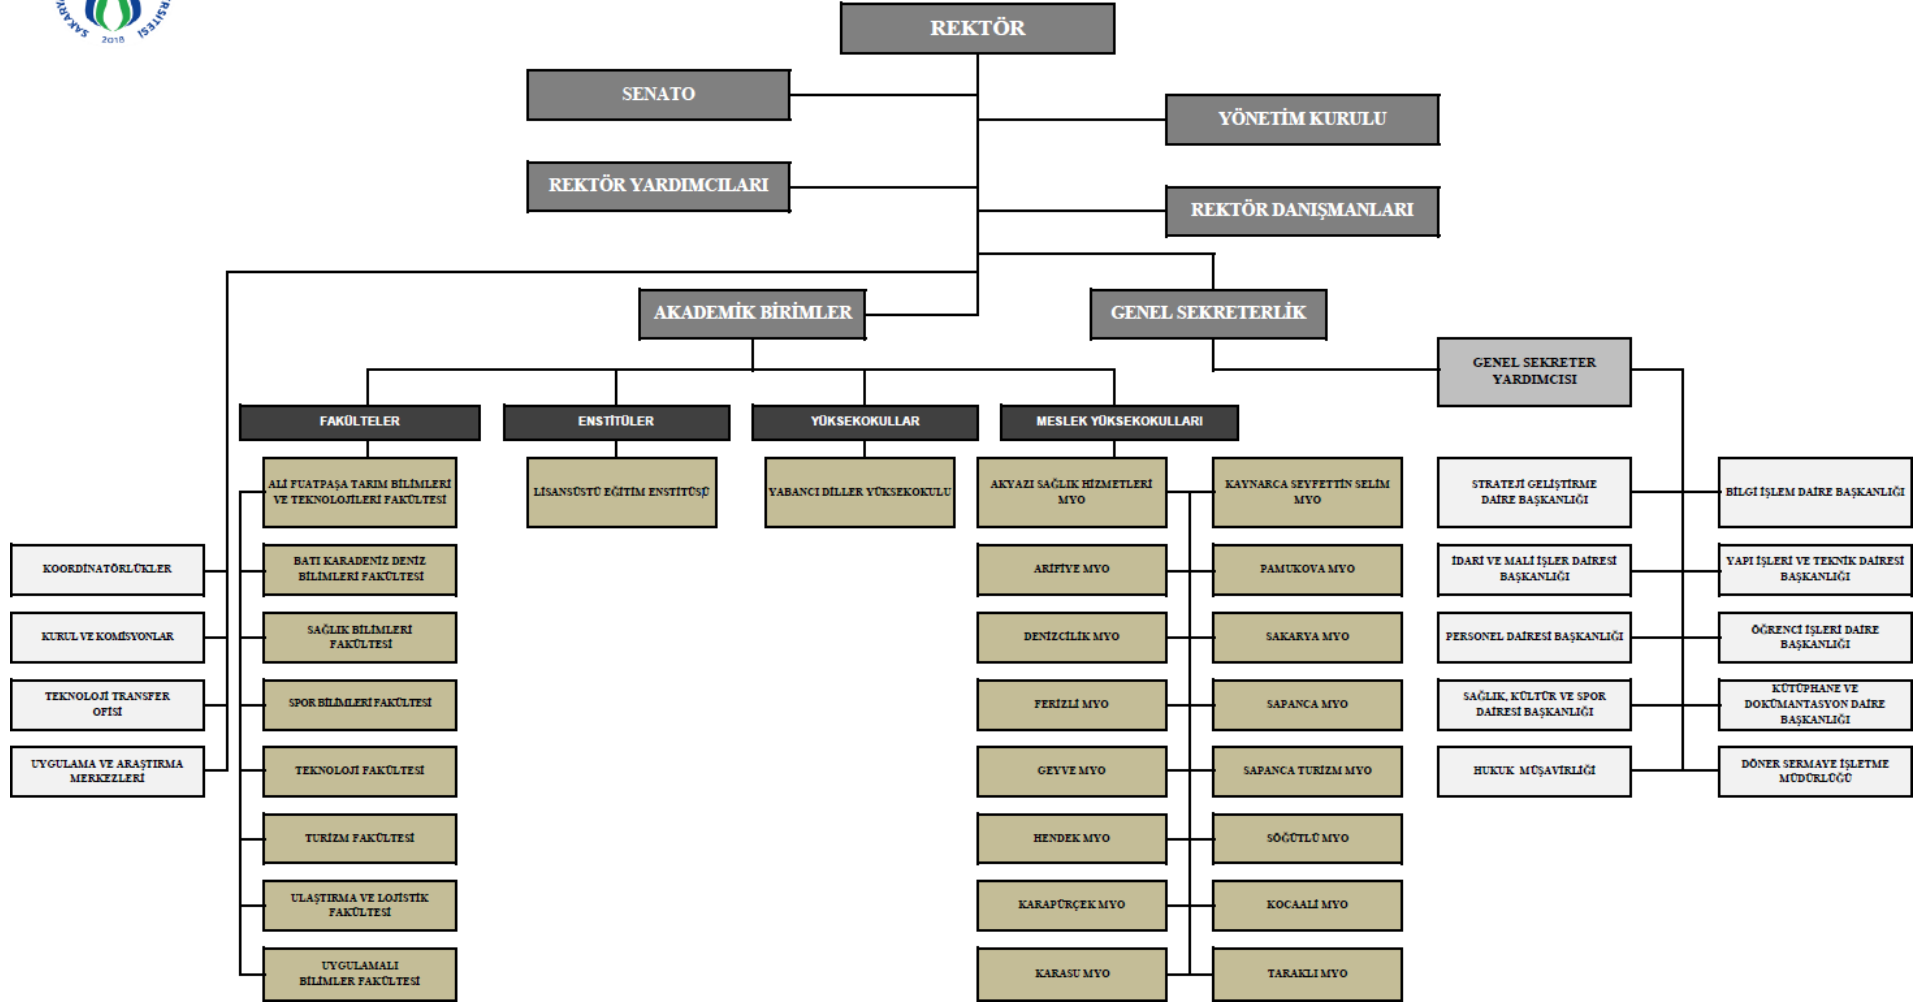 SAKARYA
2018
REKTÖR
SENATO
YÖNETİM KURULU
REKTÖR YARDIMCILARI
REKTÖR DANIŞMANLARI
AKADEMİK BİRİMLER
GENEL SEKRETERLİK
GENEL SEKRETER
YARDIMCISI
FAKÜLTELER
ENSTİTÜLER
YÜKSEKOKULLAR
MESLEK YÜKSEKOKULLARI
ALİ FUATPAŞA TARIM BİLİMLERİ
VE TEKNOLOJİLERİ FAKÜLTESİ
LİSANSÜSTÜ EĞİTİM ENSTİTÜSÜ
YABANCI DİLLER YÜKSEKOKULU
AKYAZI SAĞLIK HİZMETLERİ
MYO
KAYNARCA SEYFETTİN SELİM
MYO
STRATEJİ GELİŞTİRME
DAİRE BAŞKANLIĞI
BİLGİ İŞLEM DAİRE BAŞKANLIĞI
KOORDİNATÖRLÜKLER
BATI KARADENİZ DENİZ
BİLİMLERİ FAKÜLTESİ
ARİFİYE MYO
PAMUKOVA MYO
İDARİ VE MALİ İŞLER DAİRESİ
BAŞKANLIĞI
YAPI İŞLERİ VE TEKNİK DAİRESİ
BAŞKANLIĞI
KURUL VE KOMİSYONLAR
SAĞLIK BİLİMLERİ
FAKÜLTESİ
DENİZCİLİK MYO
SAKARYA MYO
PERSONEL DAİRESİ BAŞKANLIĞI
ÖĞRENCİ İŞLERİ DAİRE
BAŞKANLIĞI
TEKNOLOJİ TRANSFER
OFİSİ
SPOR BİLİMLERİ FAKÜLTESİ
FERİZLİ MYO
SAPANCA MYO
SAĞLIK, KÜLTÜR VE SPOR
DAİRESİ BAŞKANLIĞI
KÜTÜPHANE VE
DOKÜMANTASYON DAİRE
BAŞKANLIĞI
UYGULAMA VE ARAŞTIRMA
MERKEZLERİ
TEKNOLOJİ FAKÜLTESİ
GEYVE MYO
SAPANCA TURİZM MYO
HUKUK MÜŞAVİRLİĞİ
DÖNER SERMAYE İŞLETME
MÜDÜRLÜĞÜ
TURİZM FAKÜLTESİ
HENDEK MYO
SÖĞÜTLÜ MYO
ULAŞTIRMA VE LOJİSTİK
FAKÜLTESİ
KARAPÜRÇEK MYO
KOCAALİ MYO
UYGULAMALI
BİLİMLER FAKÜLTESİ
KARASU MYO
TARAKLI MYO